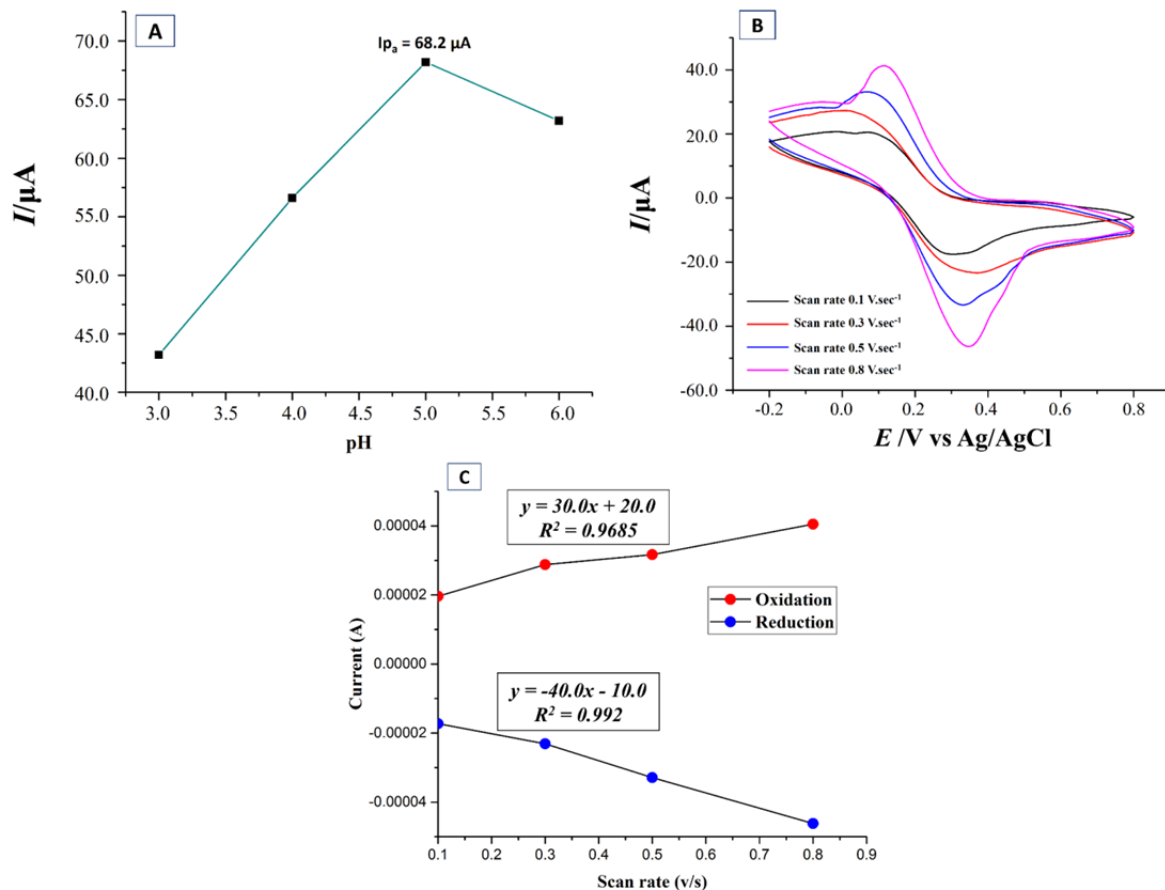 A
Ipₐ = 68.2 µA
I/µA
70.0
65.0
60.0
55.0
50.0
45.0
40.0
3.0 3.5 4.0 4.5 5.0 5.5 6.0
pH
B
I/µA
40.0
20.0
0.0
-20.0
-40.0
-60.0
Scan rate 0.1 V.sec⁻¹
Scan rate 0.3 V.sec⁻¹
Scan rate 0.5 V.sec⁻¹
Scan rate 0.8 V.sec⁻¹
-0.2 0.0 0.2 0.4 0.6 0.8
E /V vs Ag/AgCl
C
y = 30.0x + 20.0
R² = 0.9685
Oxidation
Reduction
y = -40.0x - 10.0
R² = 0.992
Current (A)
0.00004
0.00002
0.00000
-0.00002
-0.00004
0.1 0.2 0.3 0.4 0.5 0.6 0.7 0.8 0.9
Scan rate (v/s)